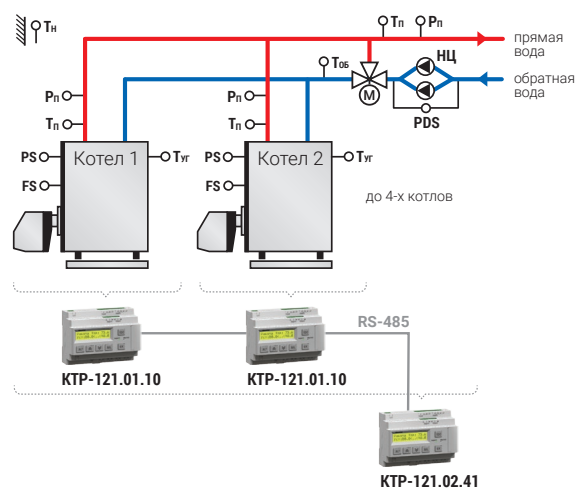 Tн
Tп
Pп
прямая
вода
НЦ
Tоб
обратная
вода
M
PDS
Pп
Pп
Tп
Tп
PS
Котел 1
Tуг
PS
Котел 2
Tуг
FS
FS
до 4-х котлов
RS-485
КТР-121.01.10
КТР-121.01.10
КТР-121.02.41